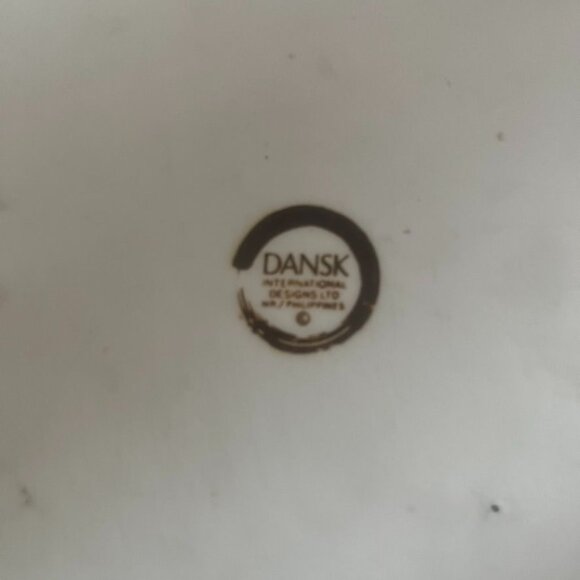 DANSK
INTERNATIONAL
DESIGNS LTD
/ PHILIPPINES
©